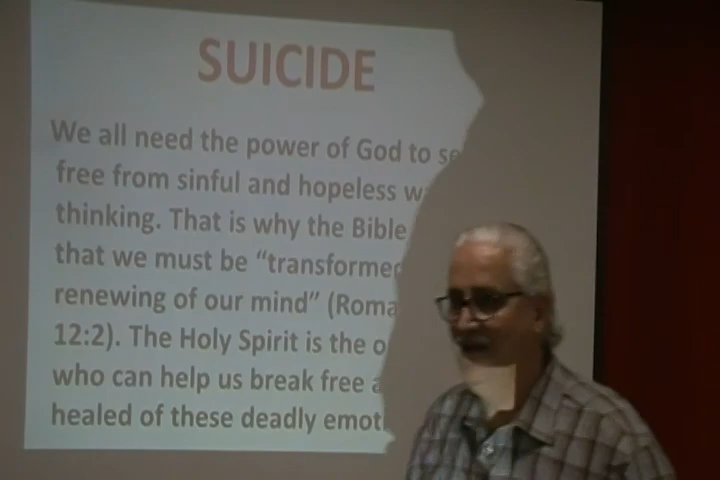 SUICIDE
We all need the power of God to se
free from sinful and hopeless w
thinking. That is why the Bible
that we must be “transformed
renewing of our mind” (Roma
12:2). The Holy Spirit is the o
who can help us break free a
healed of these deadly emot